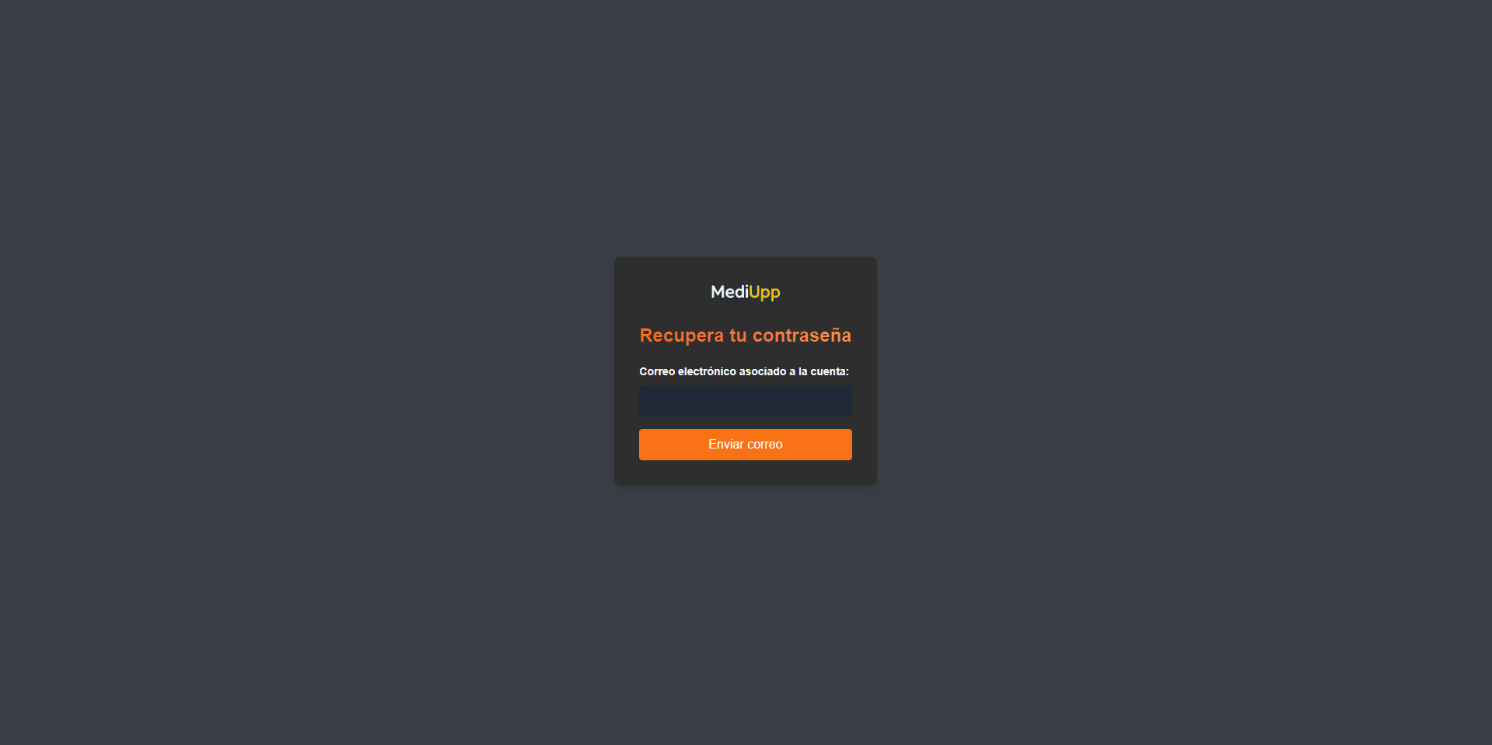 MediUpp
Recupera tu contraseña
Correo electrónico asociado a la cuenta:
Enviar correo